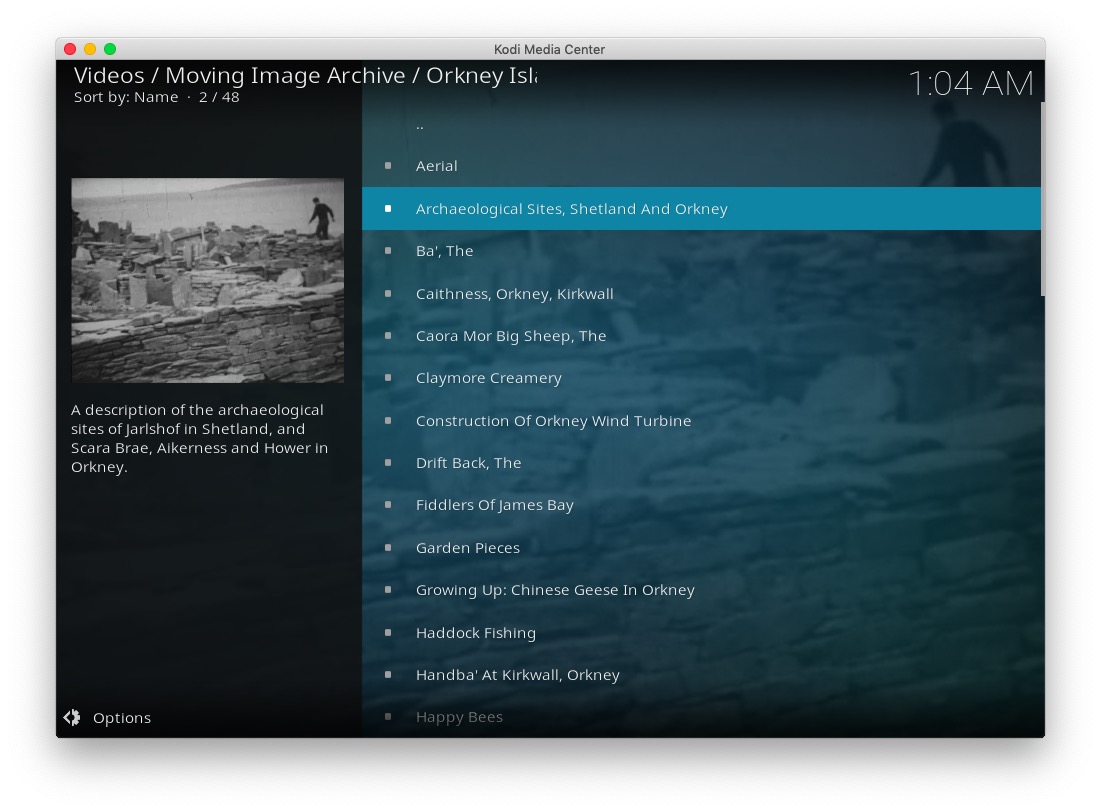 Kodi Media Center
Videos / Moving Image Archive / Orkney Isl
1:04 AM
Sort by: Name · 2 / 48
..
Aerial
Archaeological Sites, Shetland And Orkney
Ba', The
Caithness, Orkney, Kirkwall
Caora Mor Big Sheep, The
Claymore Creamery
Construction Of Orkney Wind Turbine
Drift Back, The
Fiddlers Of James Bay
Garden Pieces
Growing Up: Chinese Geese In Orkney
Haddock Fishing
Handba' At Kirkwall, Orkney
Happy Bees
A description of the archaeological
sites of Jarlshof in Shetland, and
Scara Brae, Aikerness and Hower in
Orkney.
Options